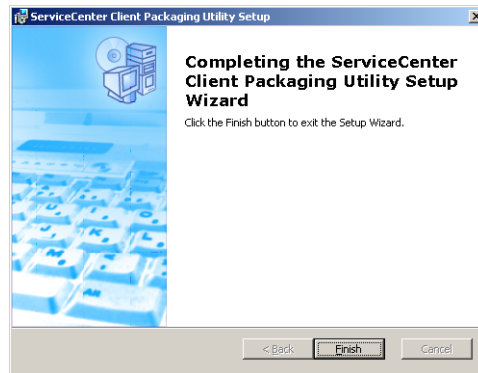 ServiceCenter Client Packaging Utility Setup
Completing the ServiceCenter
Client Packaging Utility Setup
Wizard
Click the Finish button to exit the Setup Wizard.
< Back Finish Cancel